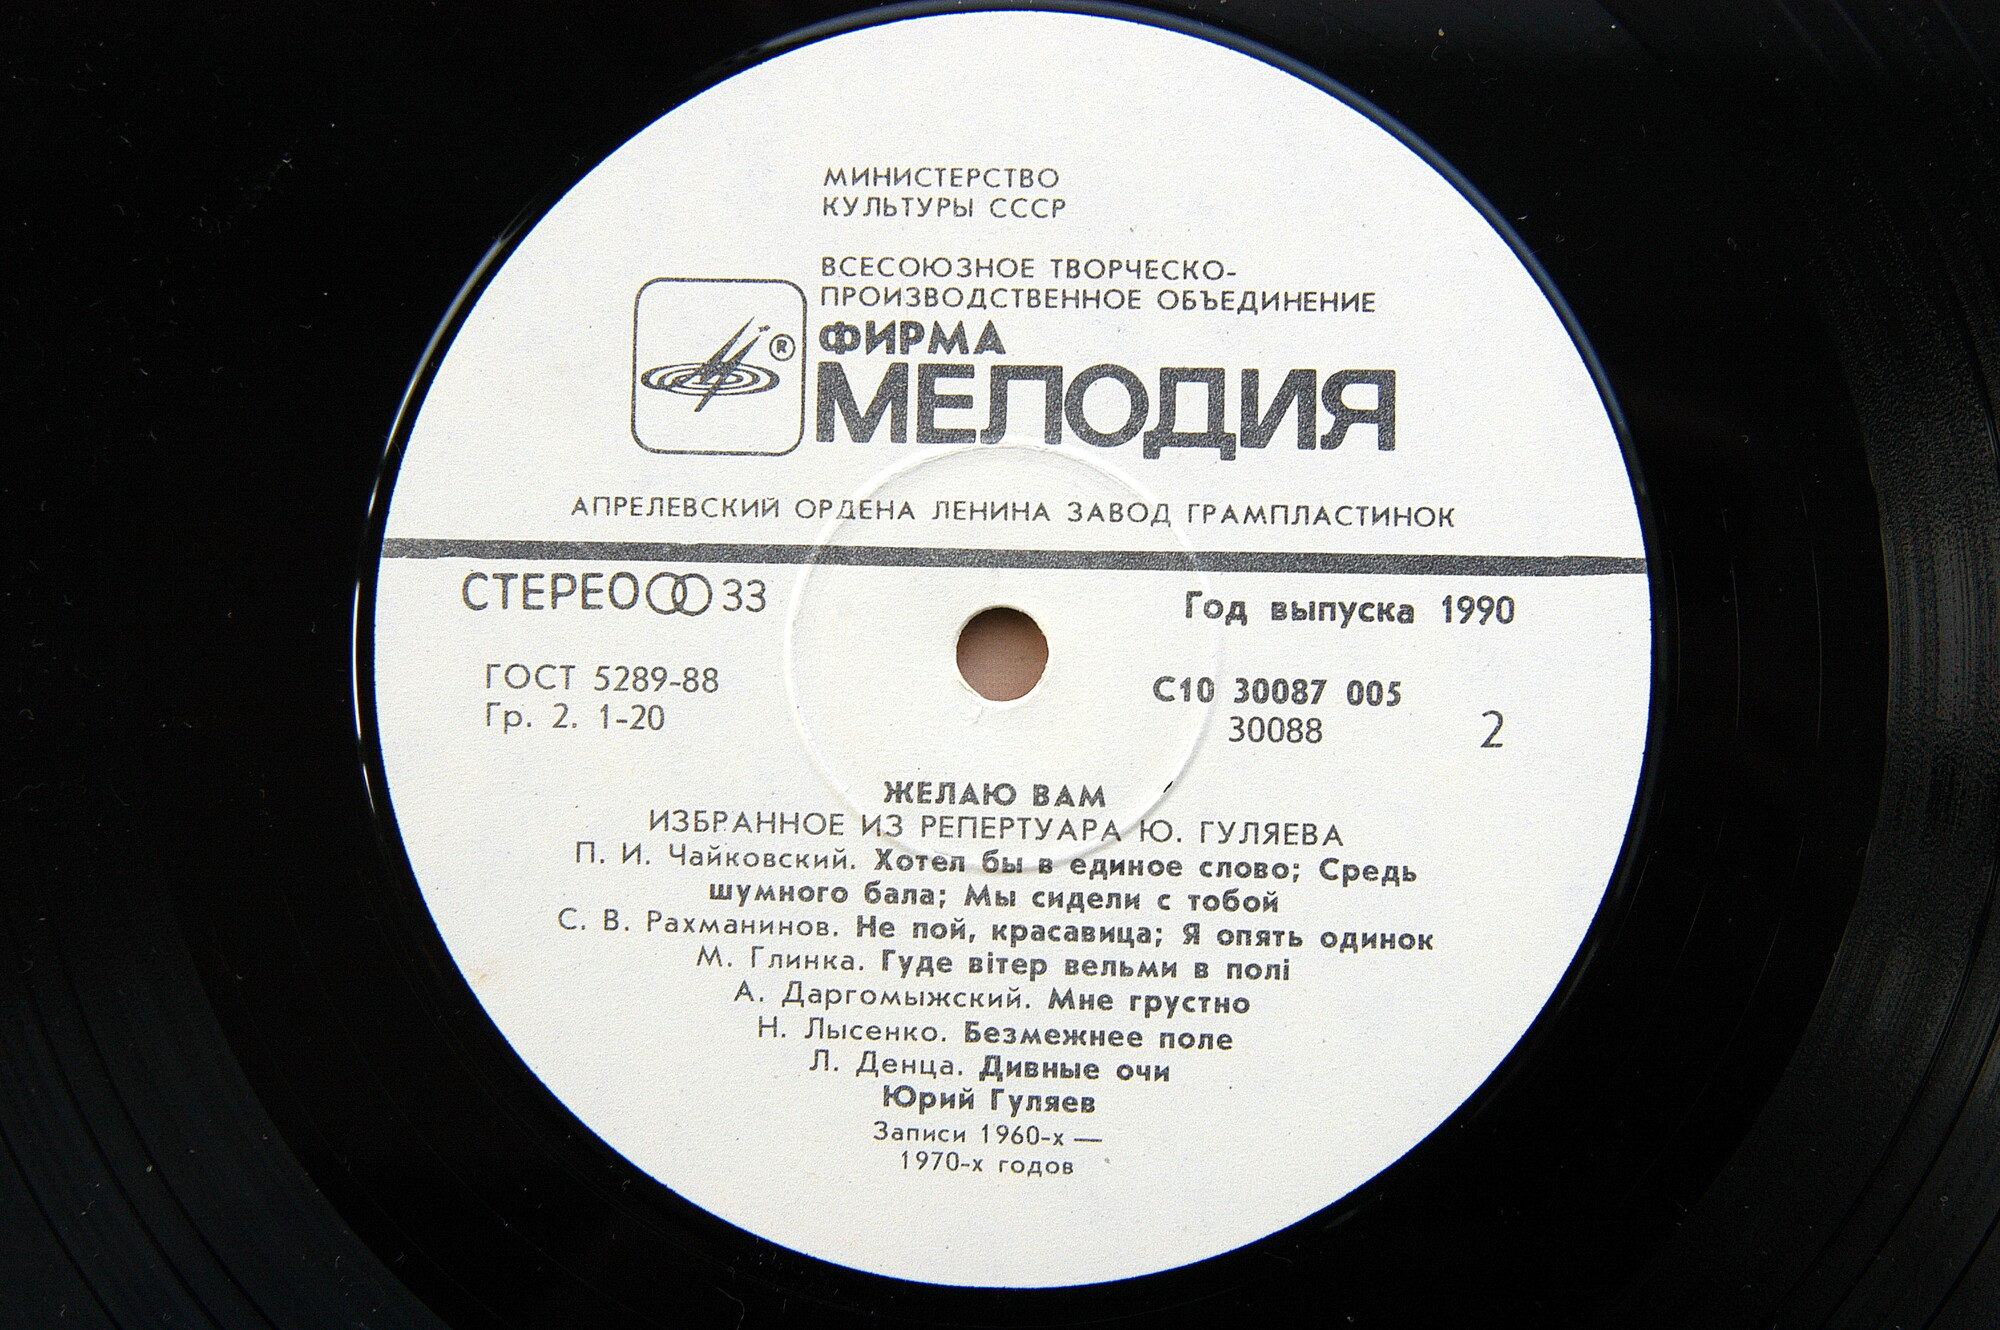 МИНИСТЕРСТВО
КУЛЬТУРЫ СССР
ВСЕСОЮЗНОЕ ТВОРЧЕСКО-
ПРОИЗВОДСТВЕННОЕ ОБЪЕДИНЕНИЕ
ФИРМА
®
МЕЛОДИЯ
АПРЕЛЕВСКИЙ ОРДЕНА ЛЕНИНА ЗАВОД ГРАМПЛАСТИНОК
СТЕРЕО 33
Год выпуска 1990
ГОСТ 5289-88
Гр. 2. 1-20
С10 30087 005
30088
2
ЖЕЛАЮ ВАМ
ИЗБРАННОЕ ИЗ РЕПЕРТУАРА Ю. ГУЛЯЕВА
П. И. Чайковский. Хотел бы в единое слово; Средь
шумного бала; Мы сидели с тобой
С. В. Рахманинов. Не пой, красавица; Я опять одинок
М. Глинка. Гуде вітер вельми в полі
А. Даргомыжский. Мне грустно
Н. Лысенко. Безмежнее поле
Л. Денца. Дивные очи
Юрий Гуляев
Записи 1960-х —
1970-х годов